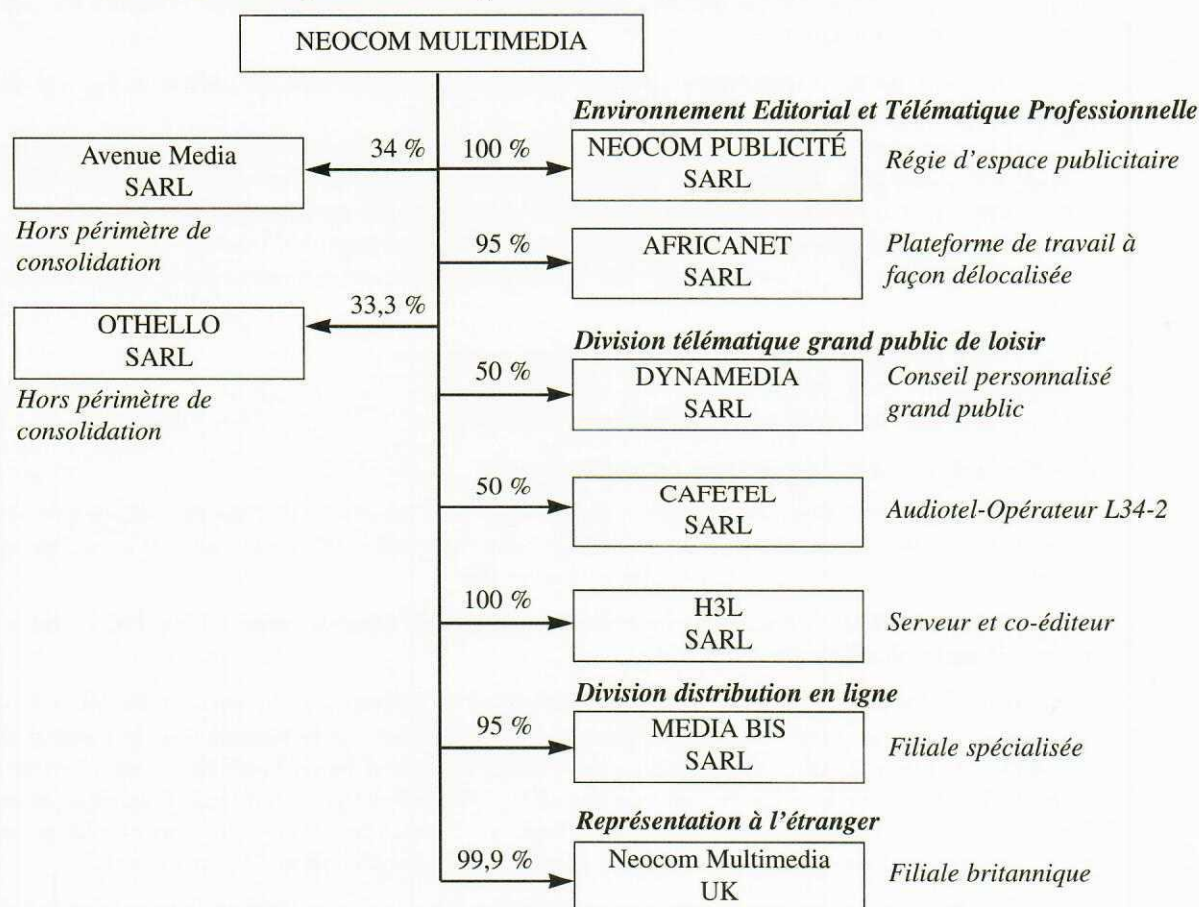 NEOCOM MULTIMEDIA
Environnement Editorial et Télématique Professionnelle
34 %
100 %
Avenue Media
SARL
Hors périmètre de
consolidation
NEOCOM PUBLICITÉ
SARL
Régie d'espace publicitaire
95 %
AFRICANET
SARL
Plateforme de travail à
façon délocalisée
33,3 %
OTHELLO
SARL
Hors périmètre de
consolidation
Division télématique grand public de loisir
50 %
DYNAMEDIA
SARL
Conseil personnalisé
grand public
50 %
CAFETEL
SARL
Audiotel-Opérateur L34-2
100 %
H3L
SARL
Serveur et co-éditeur
Division distribution en ligne
95 %
MEDIA BIS
SARL
Filiale spécialisée
Représentation à l'étranger
99,9 %
Neocom Multimedia
UK
Filiale britannique